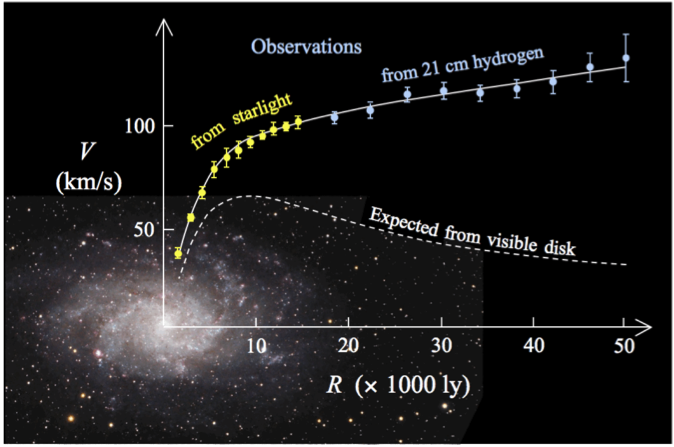 Observations
from 21 cm hydrogen
from starlight
100
V
(km/s)
50
Expected from visible disk
10 20 30 40 50
R (× 1000 ly)